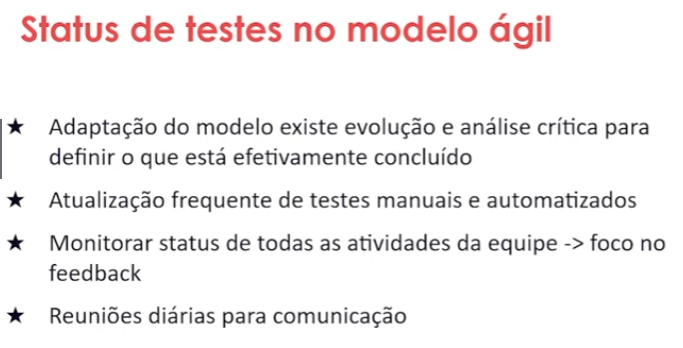 Status de testes no modelo ágil
★ Adaptação do modelo existe evolução e análise crítica para
definir o que está efetivamente concluído
★ Atualização frequente de testes manuais e automatizados
★ Monitorar status de todas as atividades da equipe -> foco no
feedback
★ Reuniões diárias para comunicação